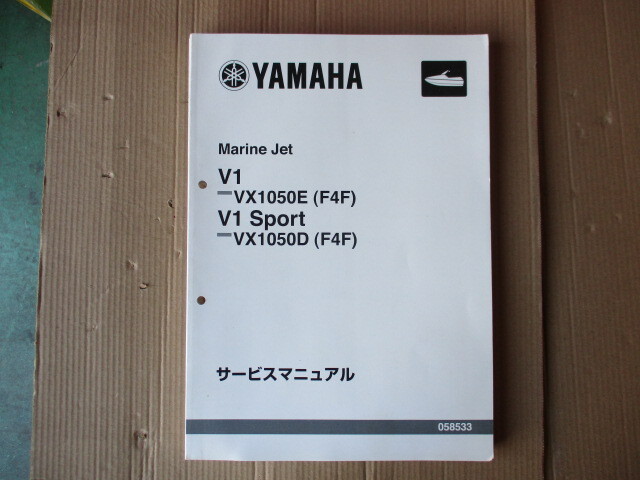 YAMAHA
Marine Jet
V1
VX1050E (F4F)
V1 Sport
VX1050D (F4F)
サービスマニュアル
058533